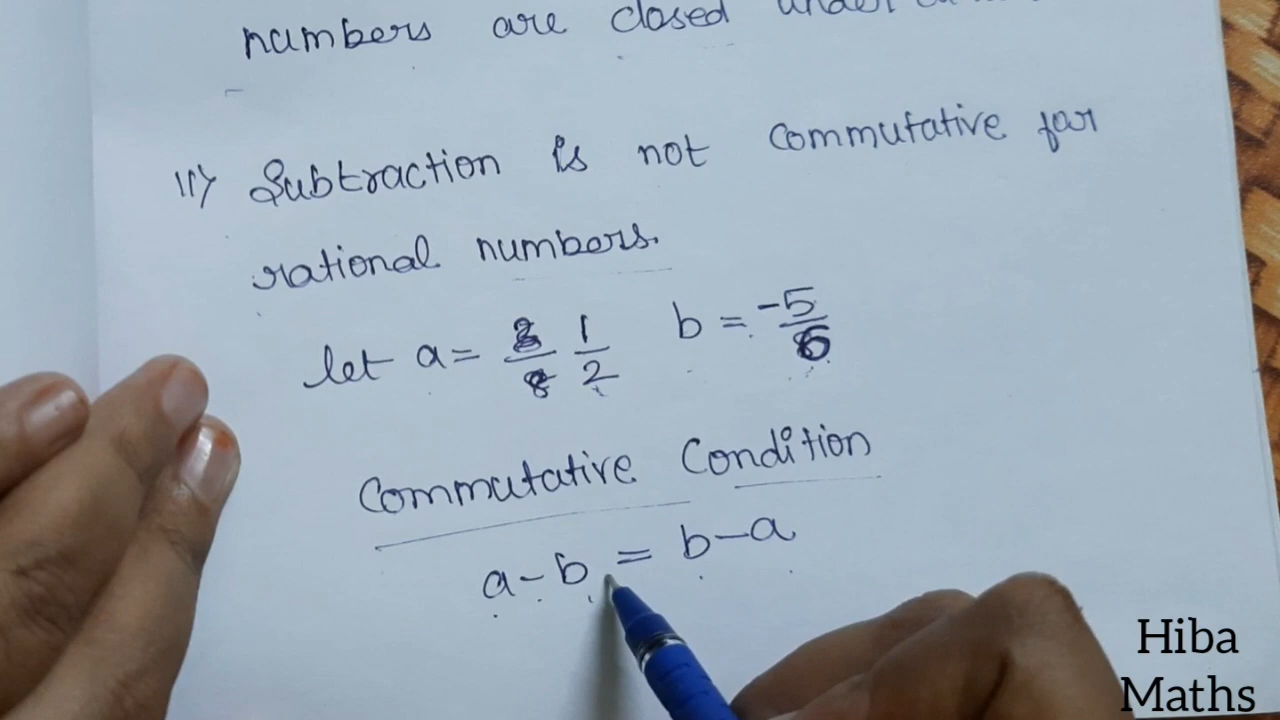 numbers are closed under
ii) Subtraction is not commutative for
rational numbers.
let a = 1/2 b = -5/6
Commutative Condition
a - b = b - a
Hiba
Maths